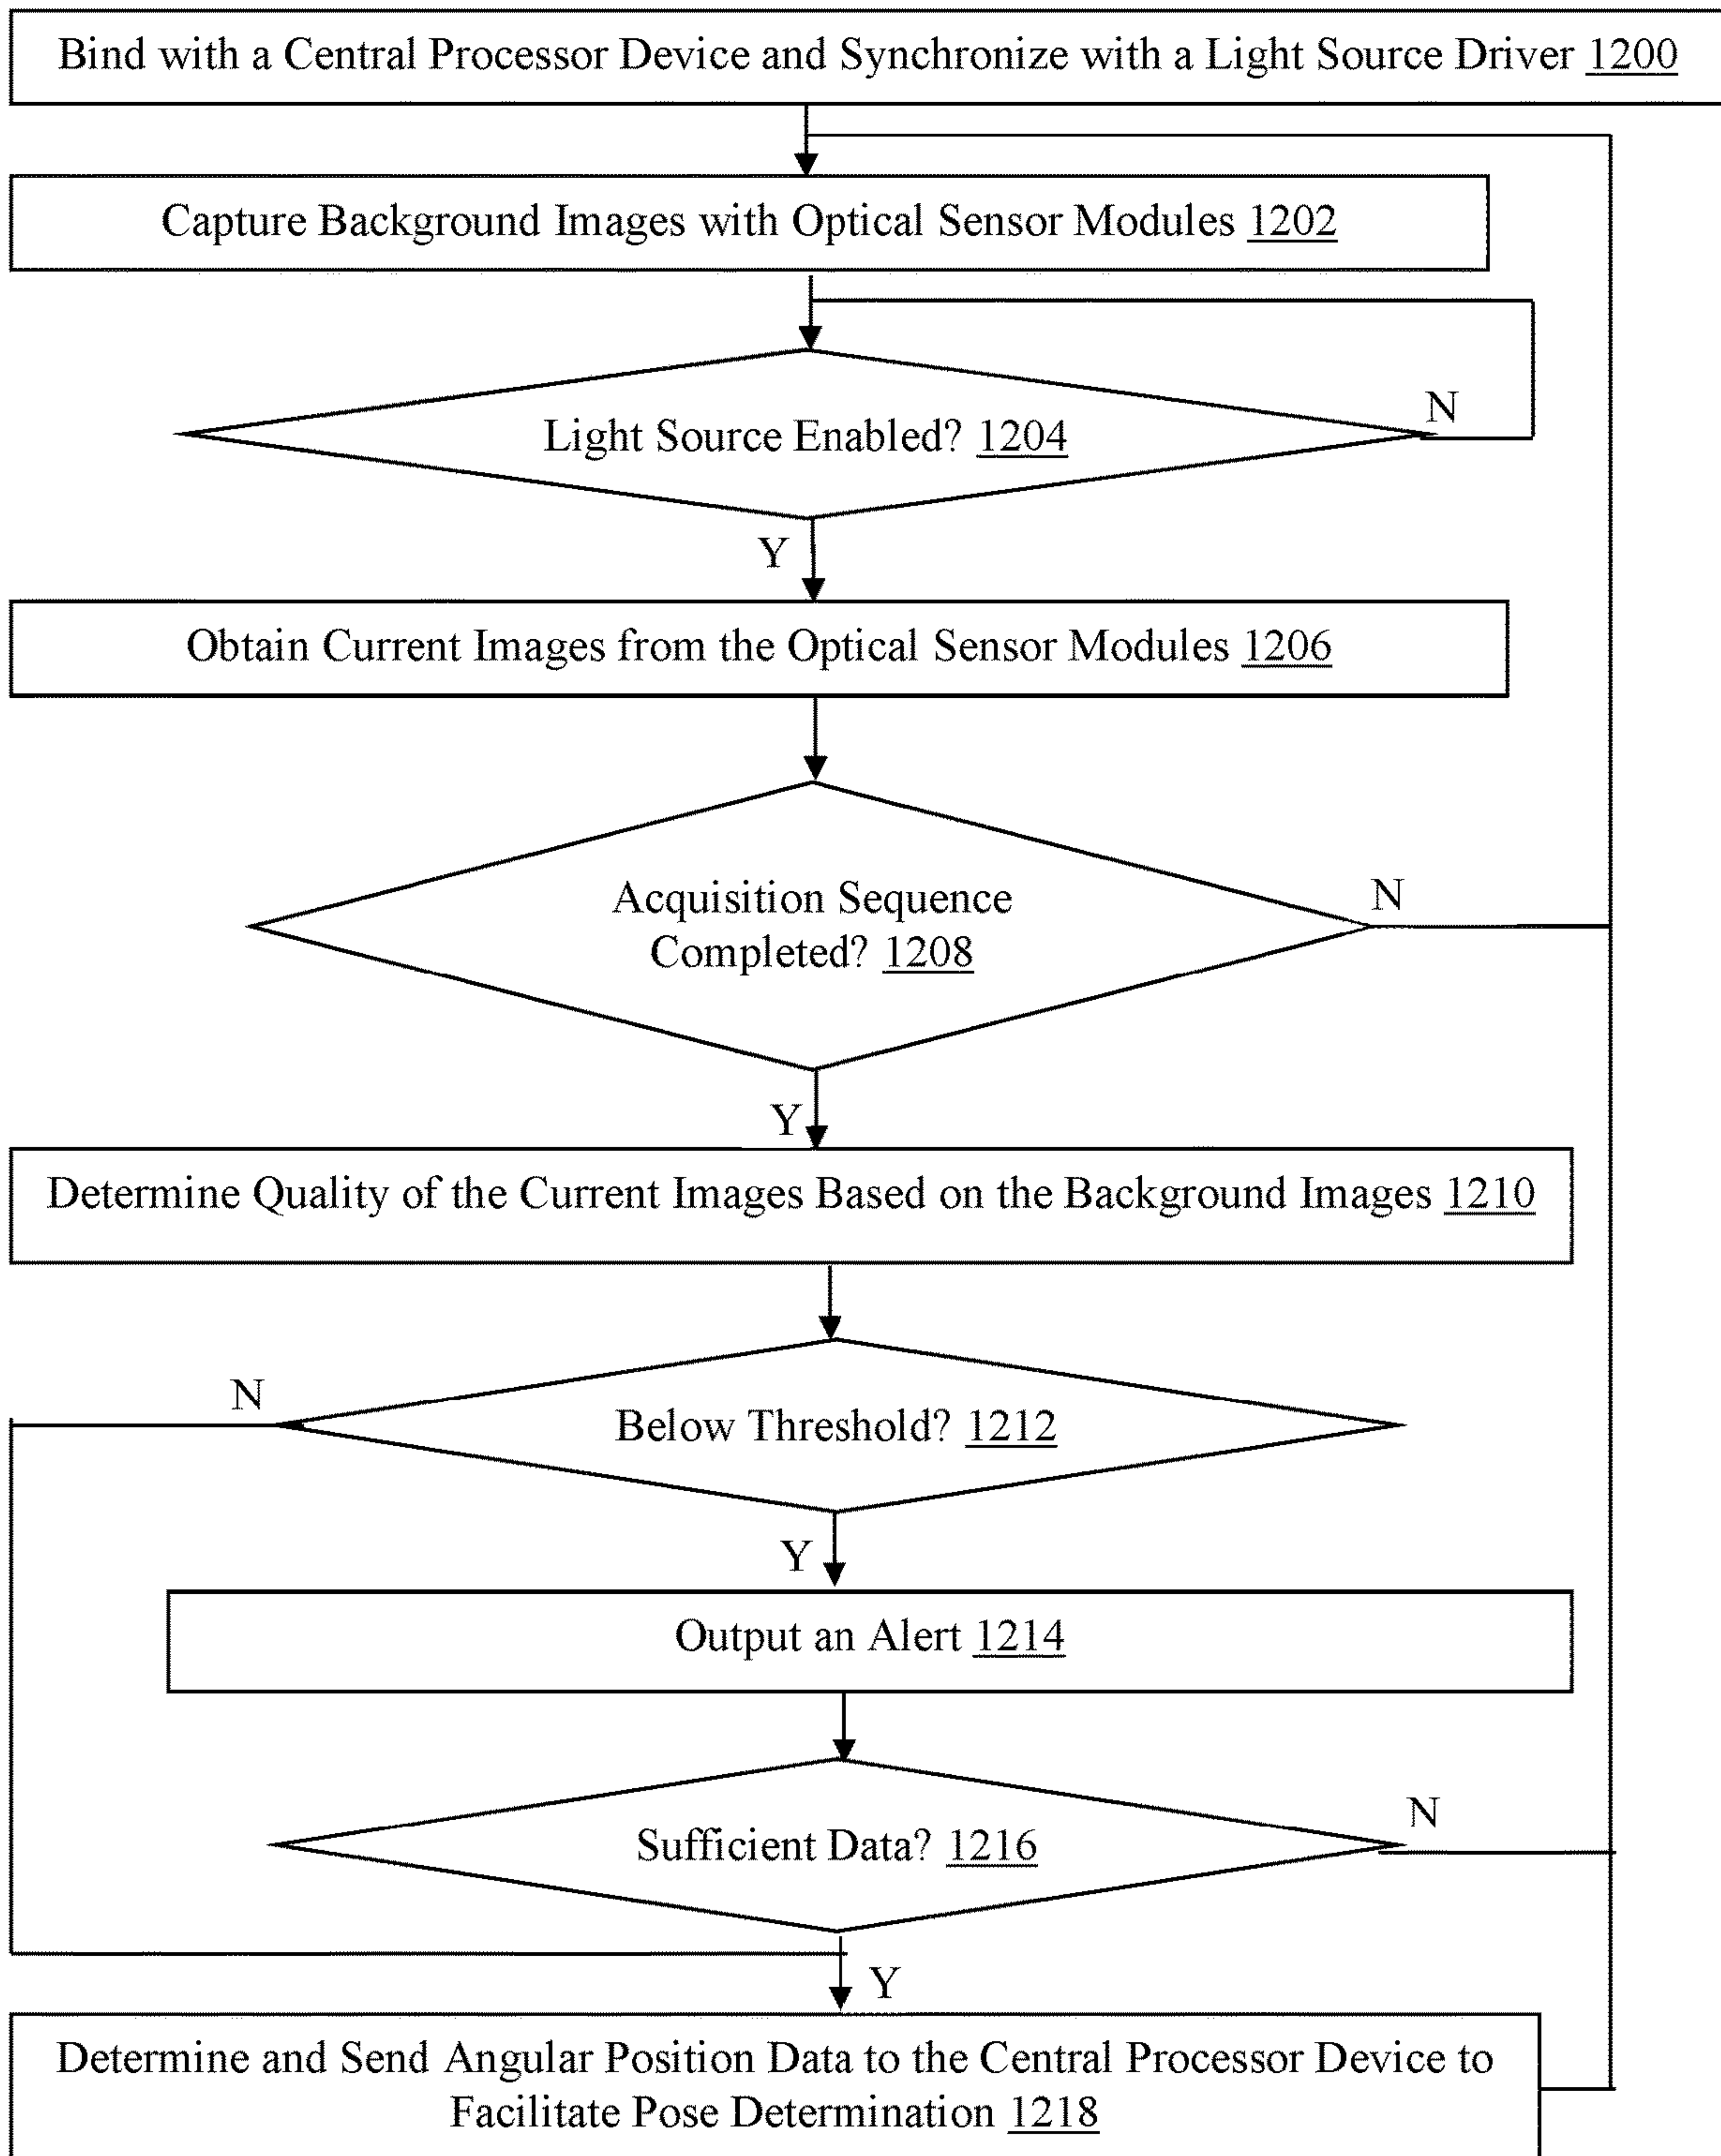 Bind with a Central Processor Device and Synchronize with a Light Source Driver 1200
Capture Background Images with Optical Sensor Modules 1202
N
Light Source Enabled? 1204
Y
Obtain Current Images from the Optical Sensor Modules 1206
N
Acquisition Sequence
Completed? 1208
Y
Determine Quality of the Current Images Based on the Background Images 1210
N
Below Threshold? 1212
Y
Output an Alert 1214
N
Sufficient Data? 1216
Y
Determine and Send Angular Position Data to the Central Processor Device to
Facilitate Pose Determination 1218